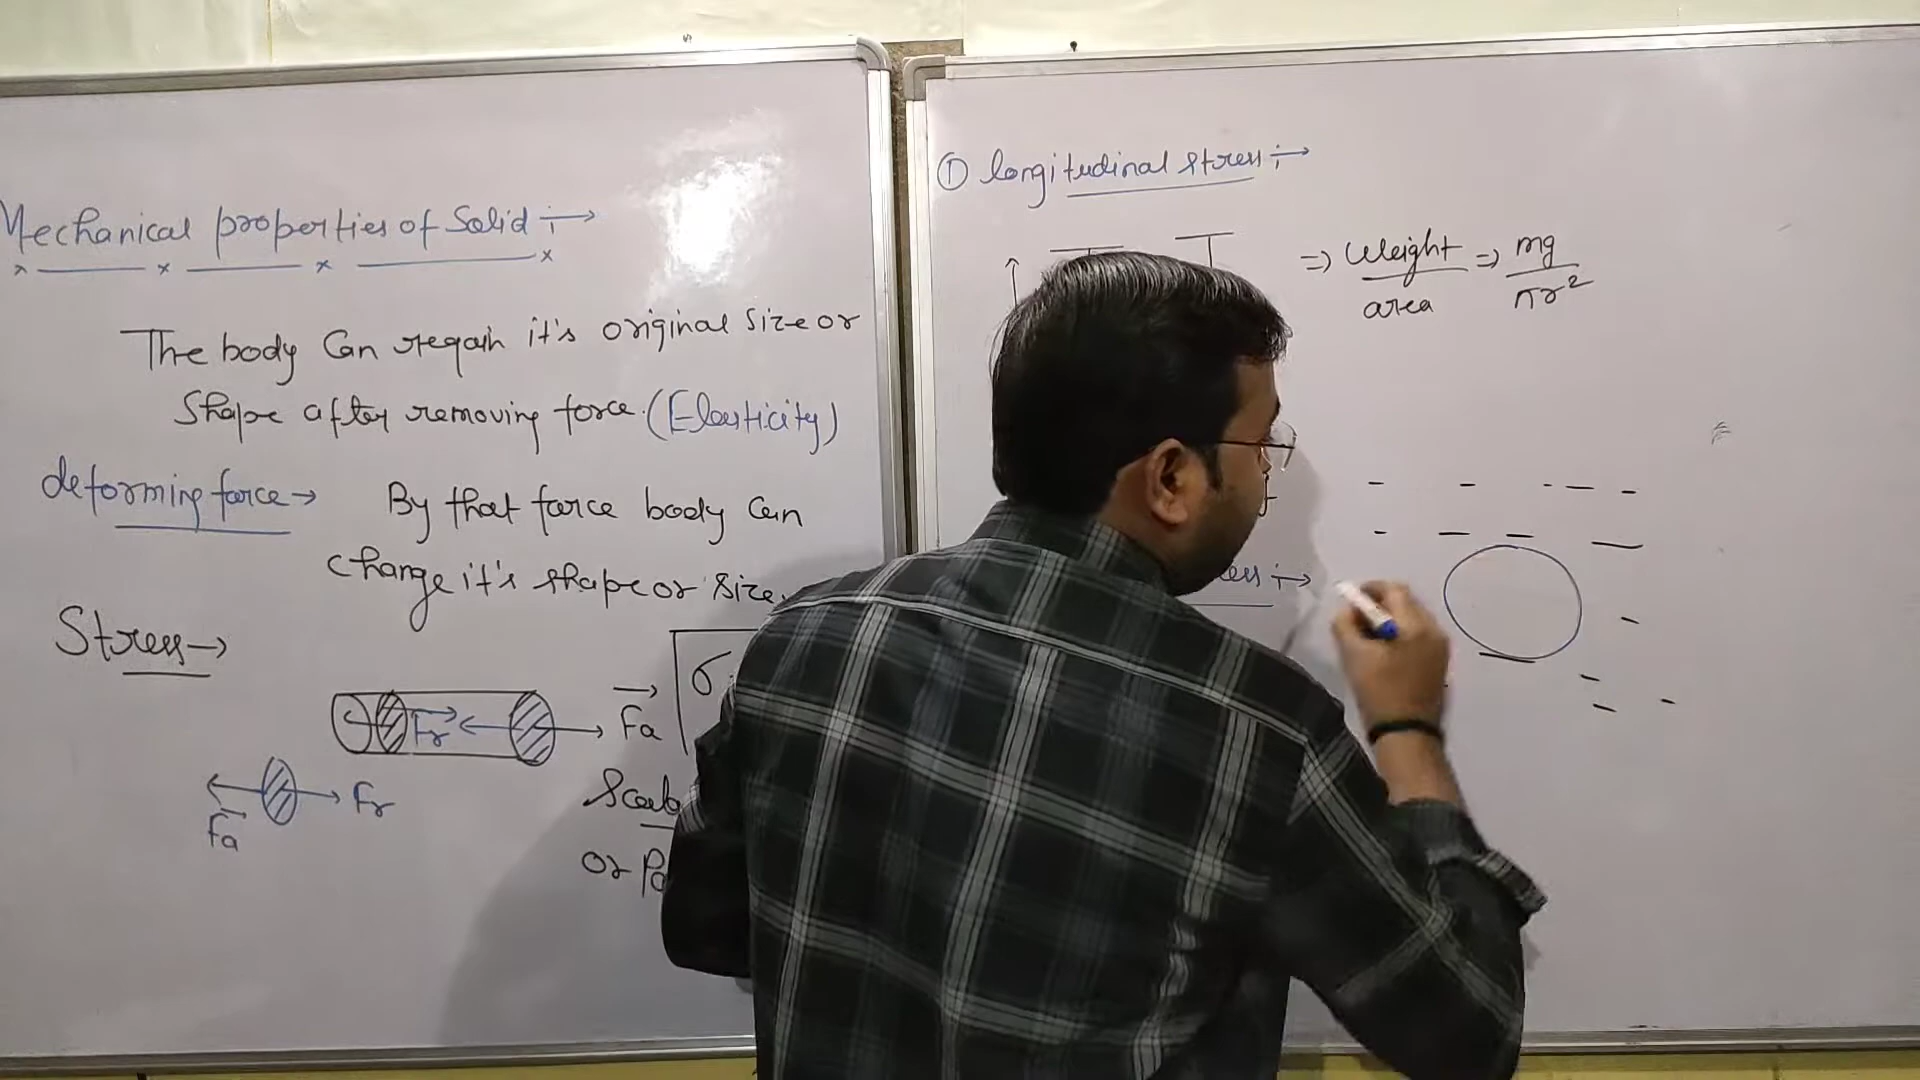 Mechanical properties of Solid :→
The body Can regain it's original size or
Shape after removing force. (Elasticity)
deforming force → By that force body Can
change it's shape or size.
Stress →
Fr
Fa
σ
Fa
Fr
or
① longitudinal stress :→
⇒ Weight/area ⇒ mg/πr²